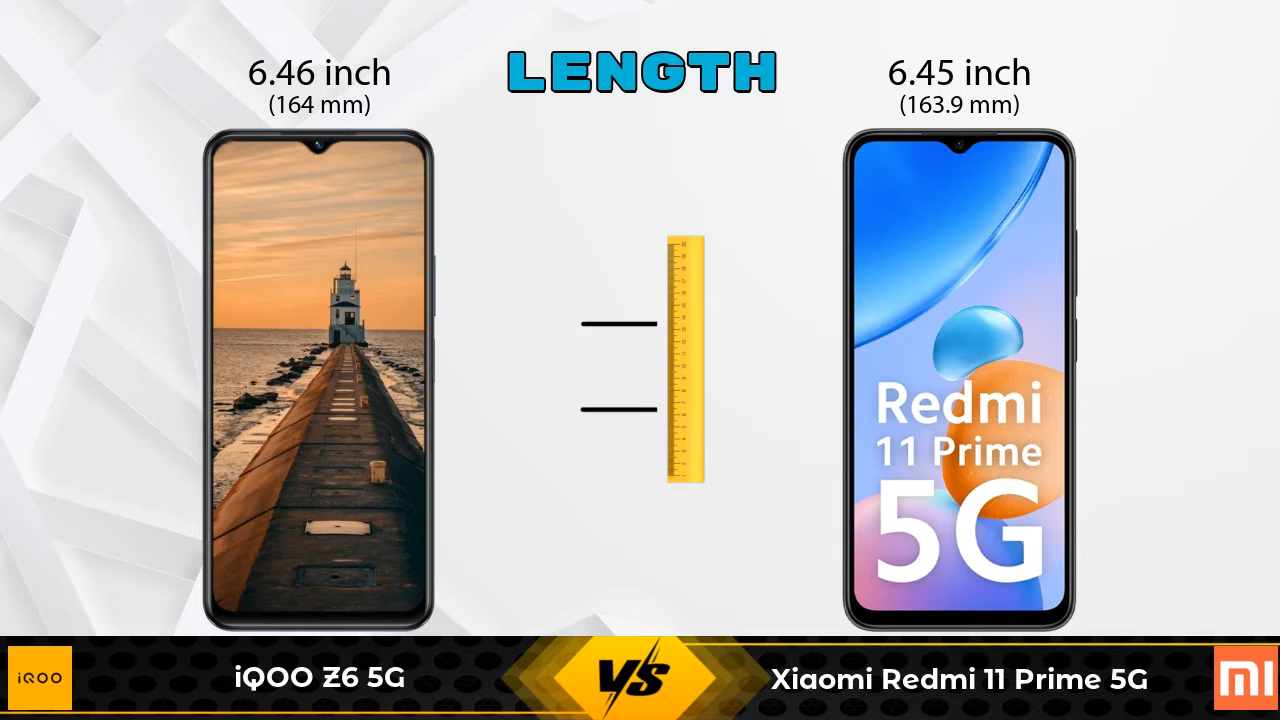 LENGTH
6.46 inch
(164 mm)
6.45 inch
(163.9 mm)
Redmi
11 Prime
5G
iQOO
iQOO Z6 5G
VS
Xiaomi Redmi 11 Prime 5G
mi